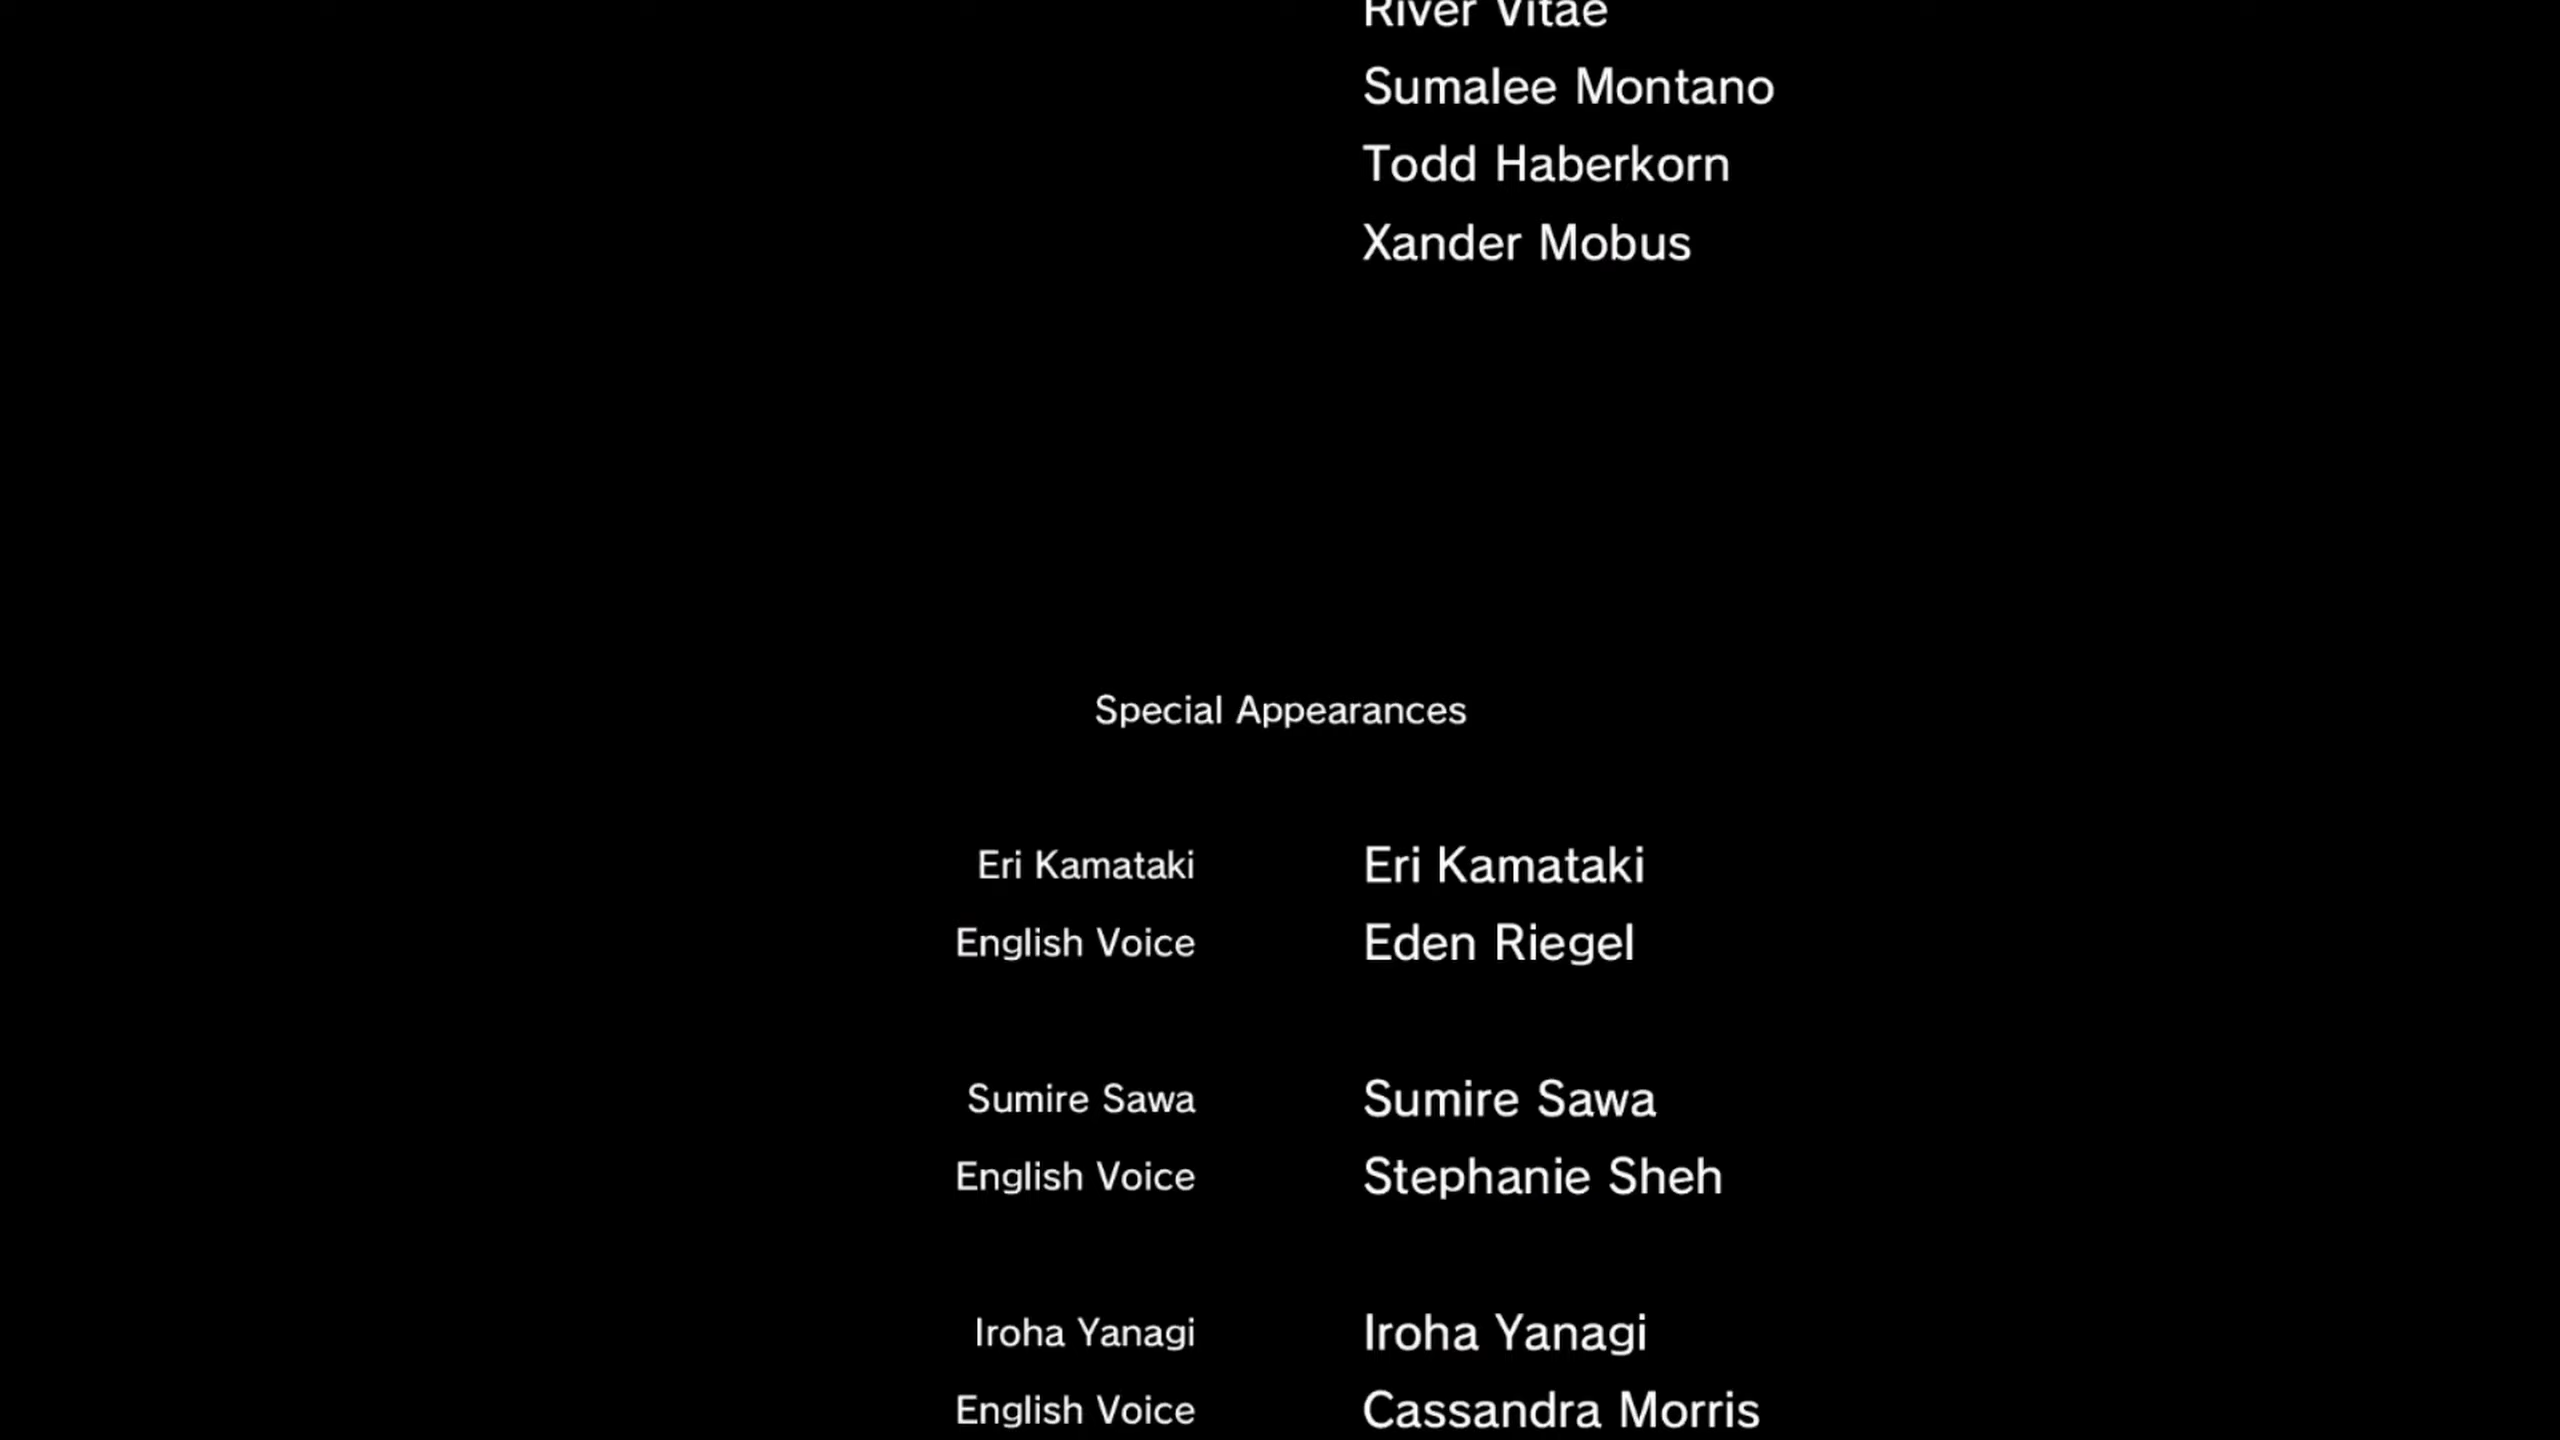 River Vitae
Sumalee Montano
Todd Haberkorn
Xander Mobus
Special Appearances
Eri Kamataki Eri Kamataki
English Voice Eden Riegel
Sumire Sawa Sumire Sawa
English Voice Stephanie Sheh
Iroha Yanagi Iroha Yanagi
English Voice Cassandra Morris